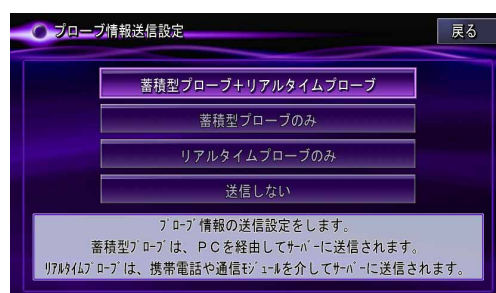 プローブ情報送信設定
戻る
蓄積型プローブ+リアルタイムプローブ
蓄積型プローブのみ
リアルタイムプローブのみ
送信しない
プローブ情報の送信設定をします。
蓄積型プローブは、PCを経由してサーバーに送信されます。
リアルタイムプローブは、携帯電話や通信モジュールを介してサーバーに送信されます。